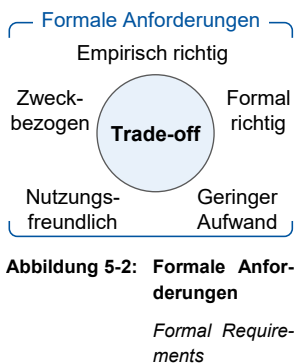 Formale Anforderungen
Empirisch richtig
Zweck-
bezogen
Formal
richtig
Trade-off
Nutzungs-
freundlich
Geringer
Aufwand
Abbildung 5-2: Formale Anfor-
derungen
Formal Require-
ments